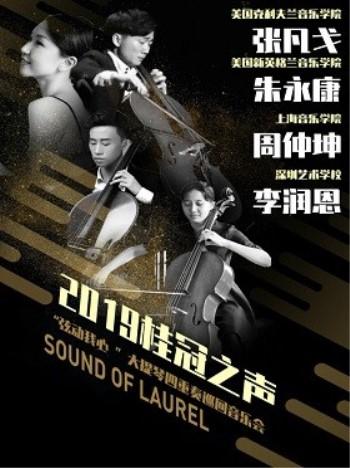 美国克利夫兰音乐学院
张凡戈
美国新英格兰音乐学院
朱永康
上海音乐学院
周仲坤
深圳艺术学校
李润恩
2019桂冠之声
“弦动我心 ”大提琴四重奏巡回音乐会
SOUND OF LAUREL